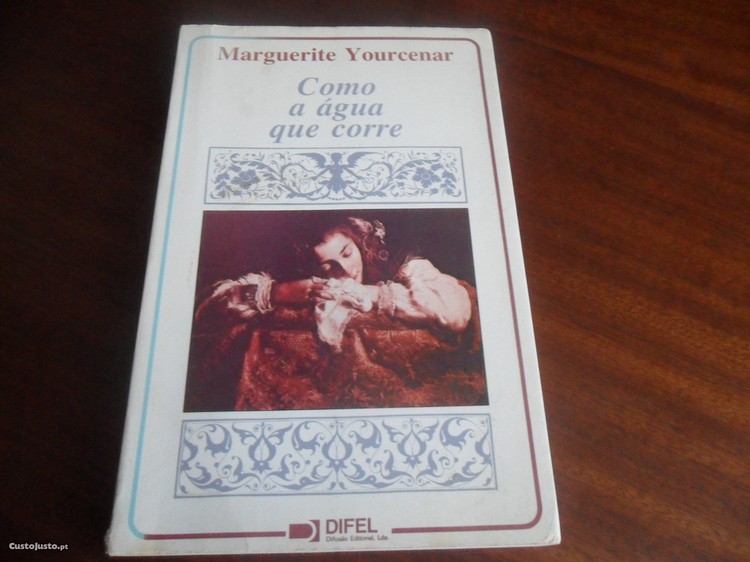 Marguerite Yourcenar
Como
a água
que corre
DIFEL
Difusão Editorial, Lda.
CustoJusto.pt